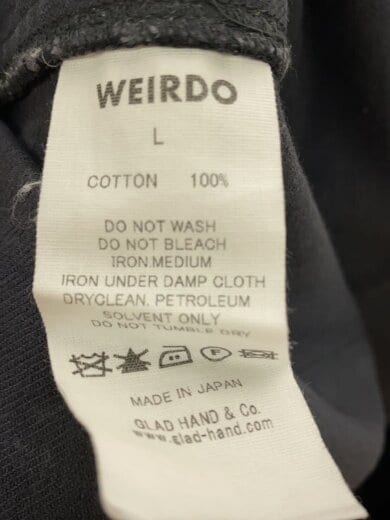 WEIRDO
L
COTTON 100%
DO NOT WASH
DO NOT BLEACH
IRON.MEDIUM
IRON UNDER DAMP CLOTH
DRYCLEAN. PETROLEUM
SOLVENT ONLY
DO NOT TUMBLE DRY
F
MADE IN JAPAN
GLAD HAND & Co.
www.glad-hand.com